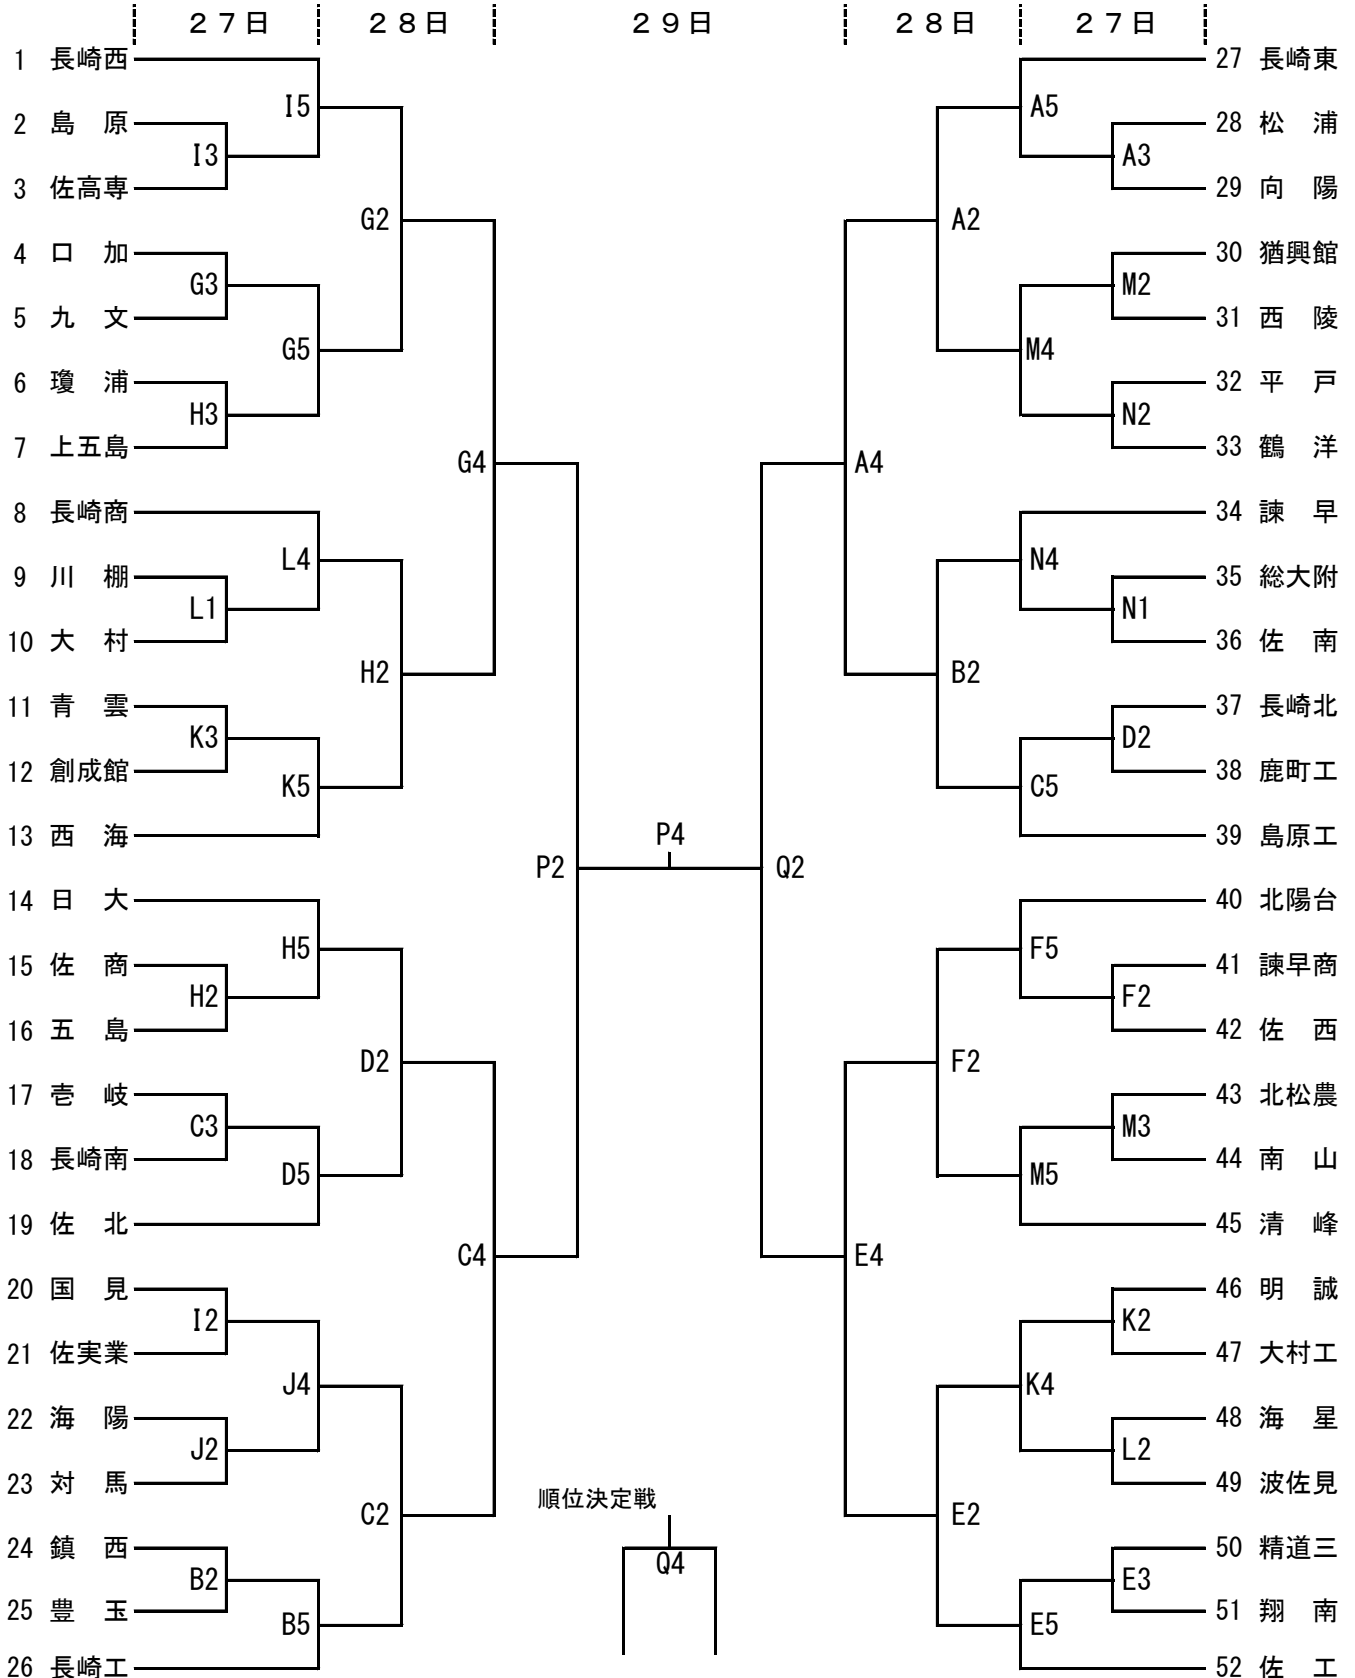 ２７日 ２８日 ２９日 ２８日 ２７日
1 長崎西
27 長崎東
I5
A5
2 島　原
28 松　浦
I3
A3
3 佐高専
29 向　陽
G2
A2
4 口　加
30 猶興館
G3
M2
5 九　文
31 西　陵
G5
M4
6 瓊　浦
32 平　戸
H3
N2
7 上五島
33 鶴　洋
G4
A4
8 長崎商
34 諫　早
L4
N4
9 川　棚
35 総大附
L1
N1
10 大　村
36 佐　南
H2
B2
11 青　雲
37 長崎北
K3
D2
12 創成館
38 鹿町工
K5
C5
13 西　海
39 島原工
P4
P2
Q2
14 日　大
40 北陽台
H5
F5
15 佐　商
41 諫早商
H2
F2
16 五　島
42 佐　西
D2
F2
17 壱　岐
43 北松農
C3
M3
18 長崎南
44 南　山
D5
M5
19 佐　北
45 清　峰
C4
E4
20 国　見
46 明　誠
I2
K2
21 佐実業
47 大村工
J4
K4
22 海　陽
48 海　星
J2
L2
23 対　馬
49 波佐見
順位決定戦
C2
E2
24 鎮　西
50 精道三
Q4
B2
E3
25 豊　玉
51 翔　南
B5
E5
26 長崎工
52 佐　工